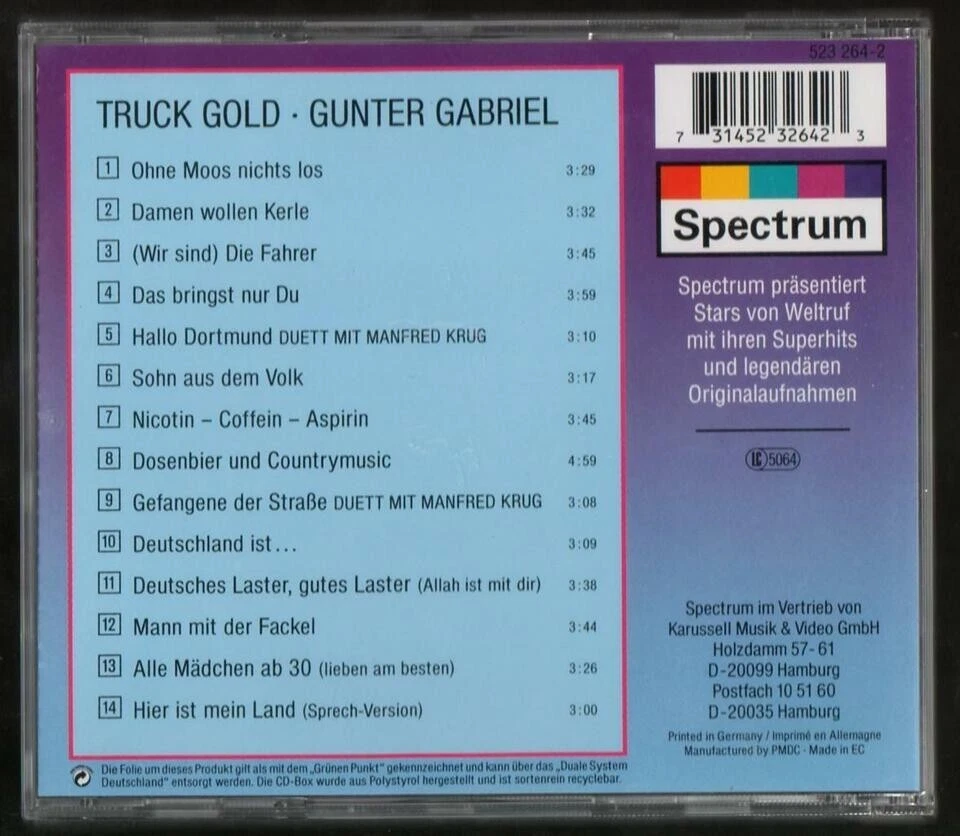 523 264-2
TRUCK GOLD · GUNTER GABRIEL
1 Ohne Moos nichts los 3:29
2 Damen wollen Kerle 3:32
3 (Wir sind) Die Fahrer 3:45
4 Das bringst nur Du 3:59
5 Hallo Dortmund DUETT MIT MANFRED KRUG 3:10
6 Sohn aus dem Volk 3:17
7 Nicotin – Coffein – Aspirin 3:45
8 Dosenbier und Countrymusic 4:59
9 Gefangene der Straße DUETT MIT MANFRED KRUG 3:08
10 Deutschland ist... 3:09
11 Deutsches Laster, gutes Laster (Allah ist mit dir) 3:38
12 Mann mit der Fackel 3:44
13 Alle Mädchen ab 30 (lieben am besten) 3:26
14 Hier ist mein Land (Sprech-Version) 3:00
7 31452 32642 3
Spectrum
Spectrum präsentiert
Stars von Weltruf
mit ihren Superhits
und legendären
Originalaufnahmen
LC 5064
Spectrum im Vertrieb von
Karussell Musik & Video GmbH
Holzdamm 57-61
D-20099 Hamburg
Postfach 10 51 60
D-20035 Hamburg
Printed in Germany / Imprimé en Allemagne
Manufactured by PMDC · Made in EC
Die Folie um dieses Produkt gilt als mit dem „Grünen Punkt" gekennzeichnet und kann über das „Duale System
Deutschland" entsorgt werden. Die CD-Box wurde aus Polystyrol hergestellt und ist sortenrein recyclebar.